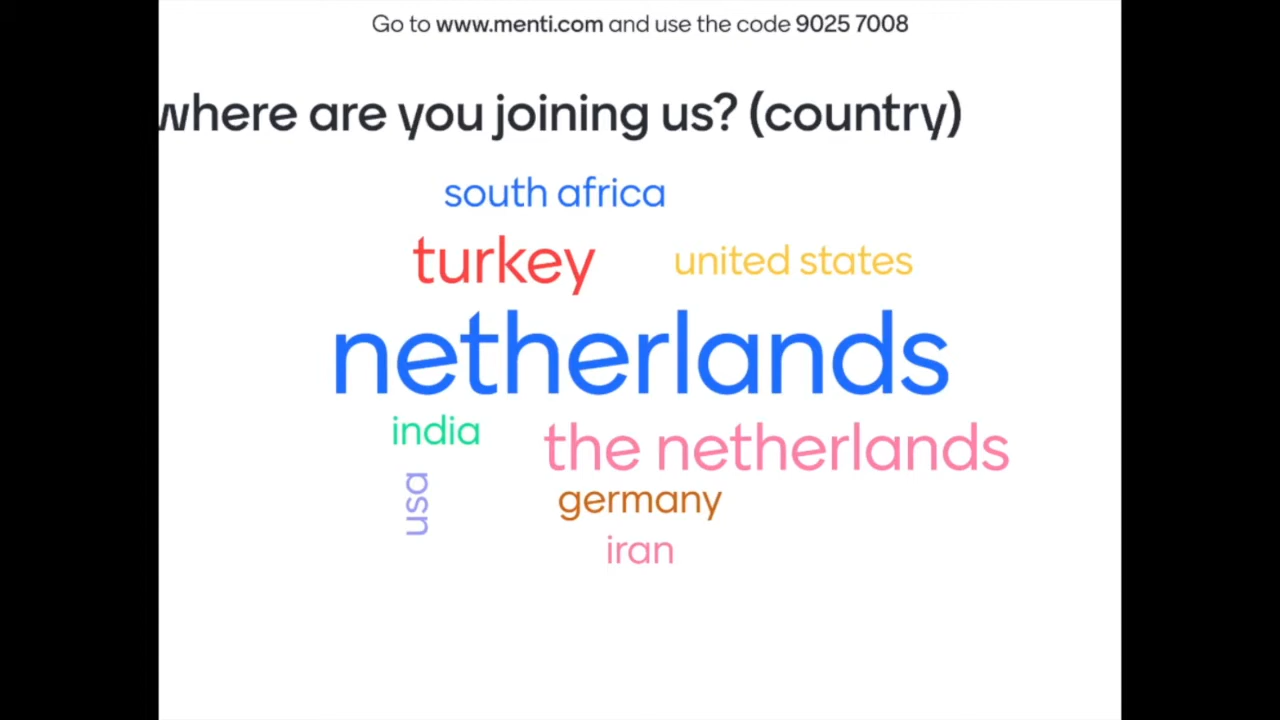 Go to www.menti.com and use the code 9025 7008
where are you joining us? (country)
south africa
turkey
united states
netherlands
india
the netherlands
usa
germany
iran